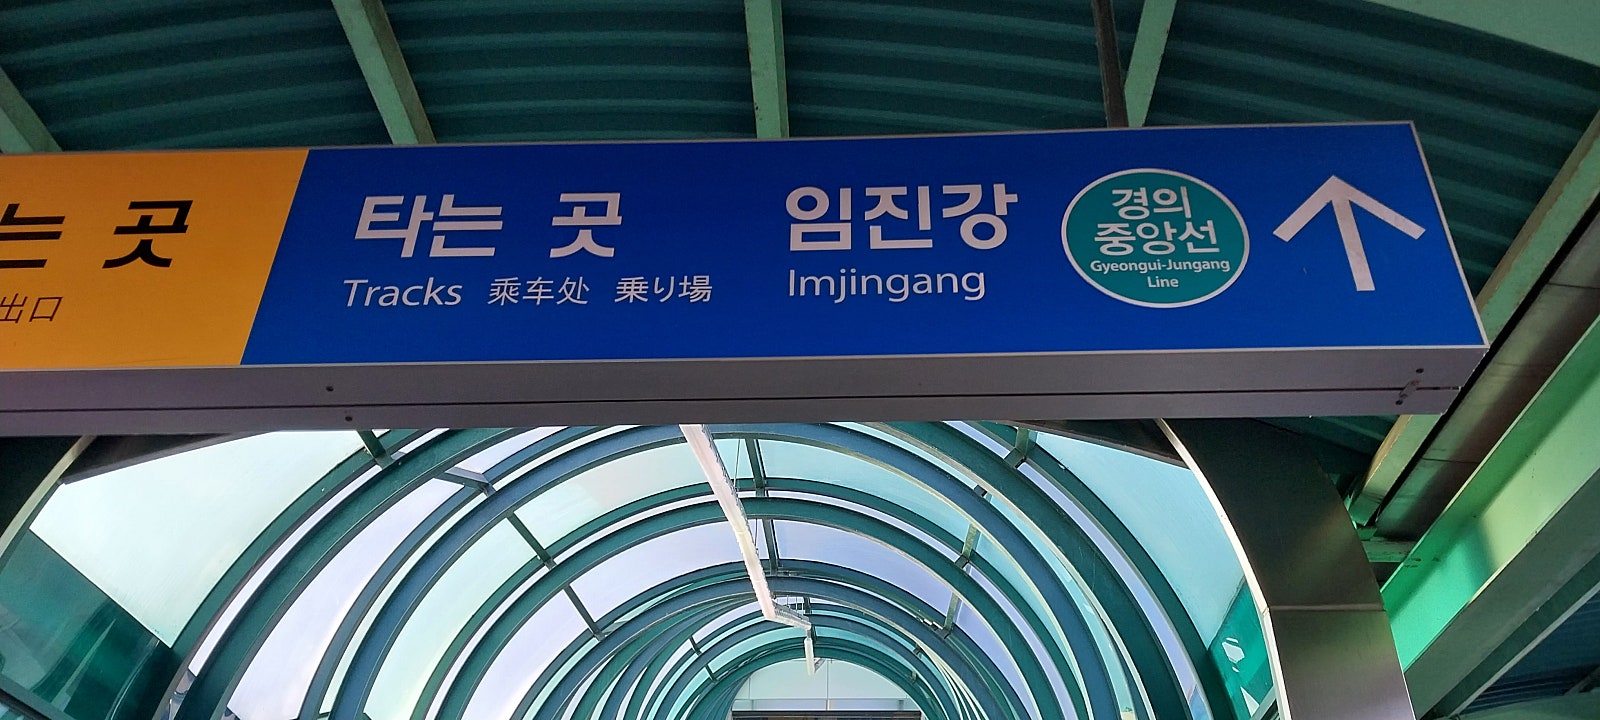 는 곳
出口
타는 곳
Tracks 乘车处 乗り場
임진강
Imjingang
경의
중앙선
Gyeongui-Jungang
Line